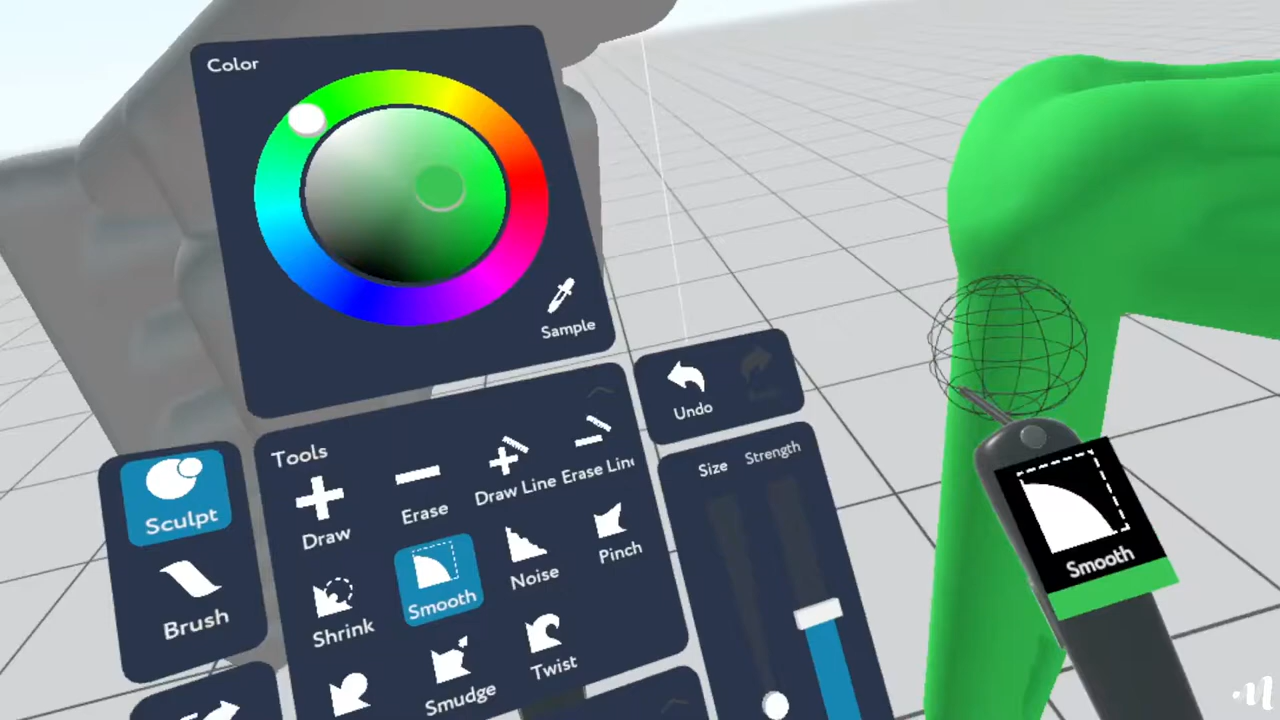 Color
Sample
Undo
Tools
Draw
Erase
Draw Line
Erase Line
Size
Strength
Sculpt
Brush
Shrink
Smooth
Noise
Pinch
Smudge
Twist
Smooth